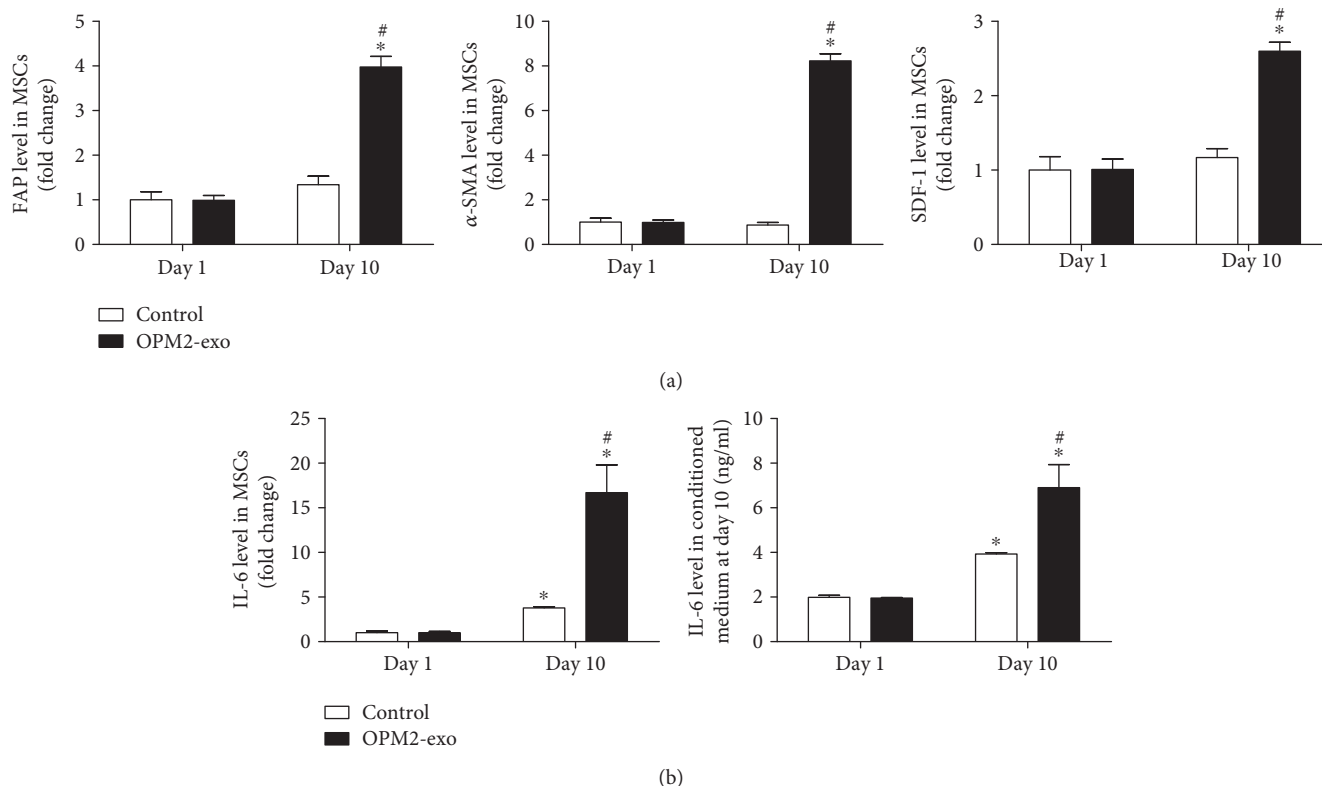 FAP level in MSCs
(fold change)
5
4
3
2
1
0
#
*
Day 1
Day 10
α-SMA level in MSCs
(fold change)
10
8
6
4
2
0
#
*
Day 1
Day 10
SDF-1 level in MSCs
(fold change)
3
2
1
0
#
*
Day 1
Day 10
Control
OPM2-exo
(a)
IL-6 level in MSCs
(fold change)
25
20
15
10
5
0
*
#
*
Day 1
Day 10
IL-6 level in conditioned
medium at day 10 (ng/ml)
10
8
6
4
2
0
*
#
*
Day 1
Day 10
Control
OPM2-exo
(b)